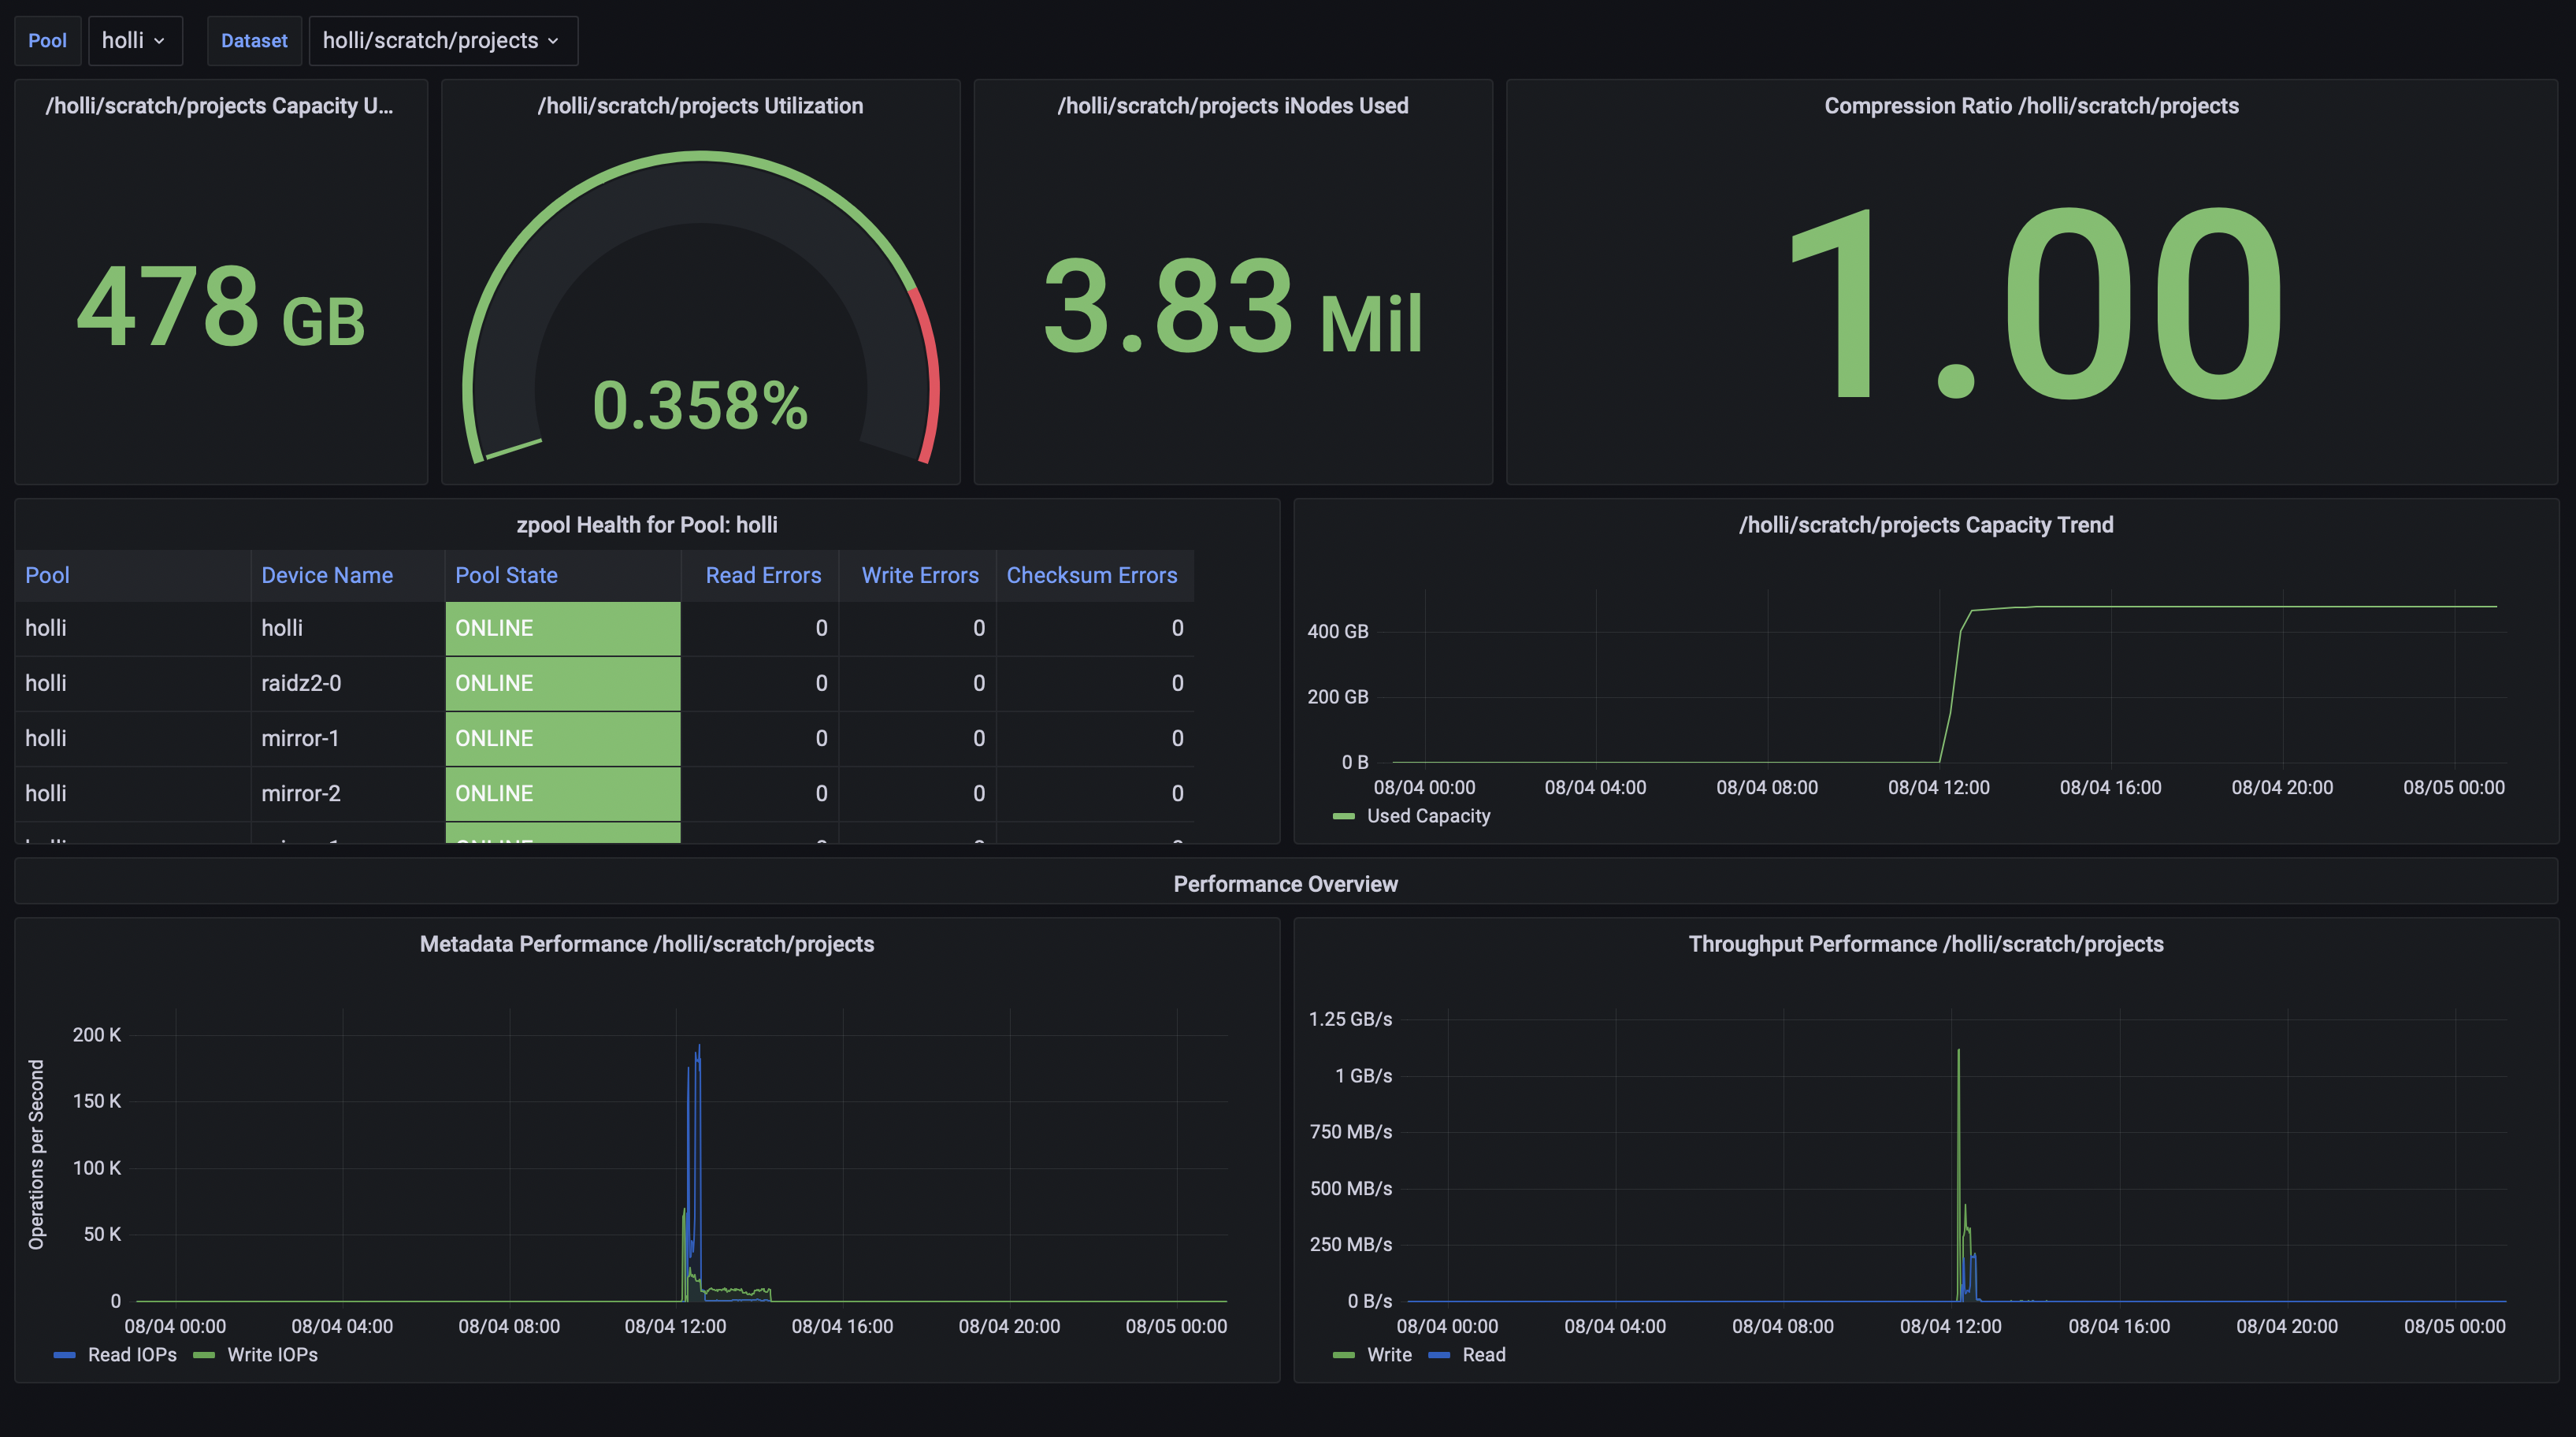 Pool holli Dataset holli/scratch/projects
/holli/scratch/projects Capacity U...
478 GB
/holli/scratch/projects Utilization
0.358%
/holli/scratch/projects iNodes Used
3.83 Mil
Compression Ratio /holli/scratch/projects
1.00
zpool Health for Pool: holli
Pool Device Name Pool State Read Errors Write Errors Checksum Errors
holli holli ONLINE 0 0 0
holli raidz2-0 ONLINE 0 0 0
holli mirror-1 ONLINE 0 0 0
holli mirror-2 ONLINE 0 0 0
/holli/scratch/projects Capacity Trend
400 GB
200 GB
0 B
08/04 00:00 08/04 04:00 08/04 08:00 08/04 12:00 08/04 16:00 08/04 20:00 08/05 00:00
Used Capacity
Performance Overview
Metadata Performance /holli/scratch/projects
Operations per Second
200 K
150 K
100 K
50 K
0
08/04 00:00 08/04 04:00 08/04 08:00 08/04 12:00 08/04 16:00 08/04 20:00 08/05 00:00
Read IOPs Write IOPs
Throughput Performance /holli/scratch/projects
1.25 GB/s
1 GB/s
750 MB/s
500 MB/s
250 MB/s
0 B/s
08/04 00:00 08/04 04:00 08/04 08:00 08/04 12:00 08/04 16:00 08/04 20:00 08/05 00:00
Write Read